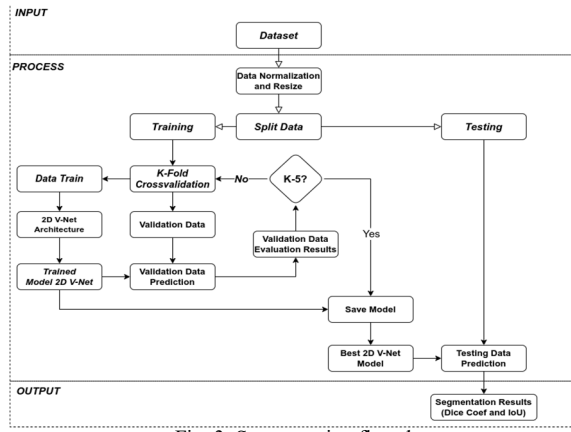 INPUT
Dataset
PROCESS
Data Normalization
and Resize
Training
Split Data
Testing
Data Train
K-Fold
Crossvalidation
No
K-5?
2D V-Net
Architecture
Validation Data
Validation Data
Evaluation Results
Yes
Trained
Model 2D V-Net
Validation Data
Prediction
Save Model
Best 2D V-Net
Model
Testing Data
Prediction
OUTPUT
Segmentation Results
(Dice Coef and IoU)